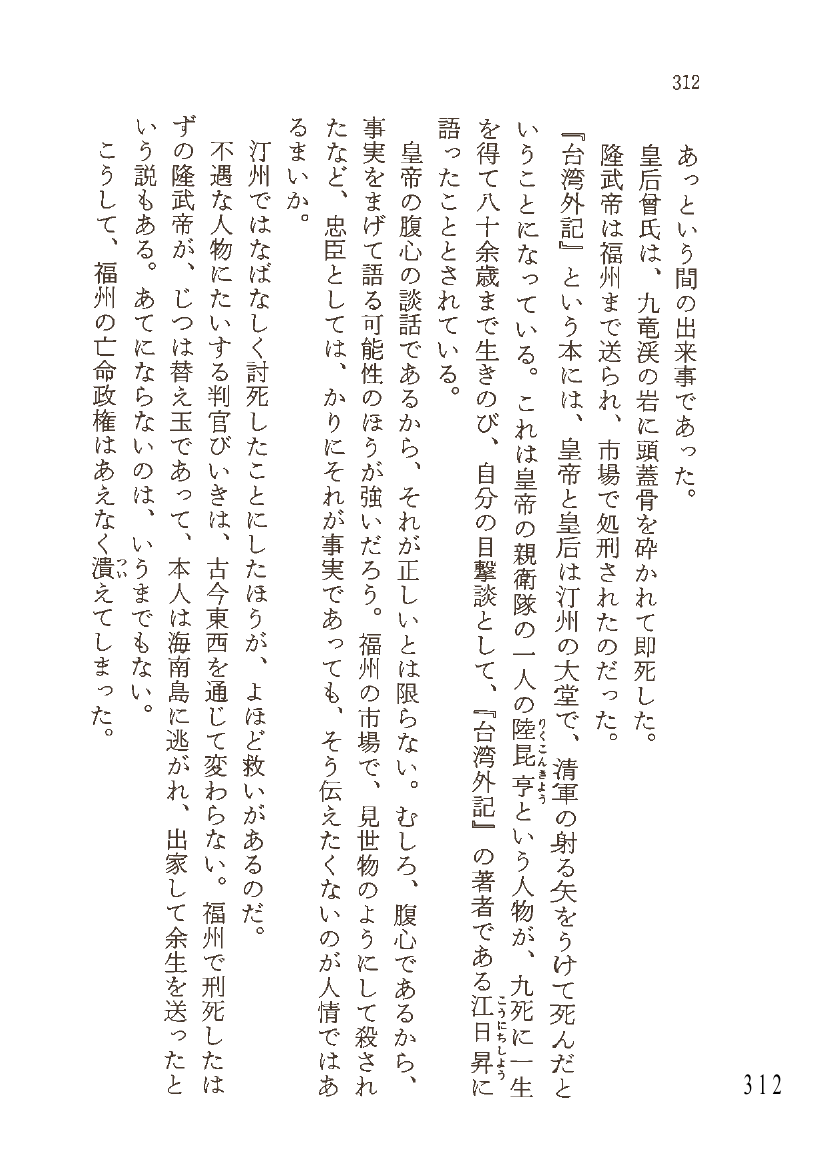 312
あっという間の出来事であった。
皇后曾氏は、九竜渓の岩に頭蓋骨を砕かれて即死した。
隆武帝は福州まで送られ、市場で処刑されたのだった。
『台湾外記』という本には、皇帝と皇后は汀州の大堂で、清軍の射る矢をうけて死んだと
いうことになっている。これは皇帝の親衛隊の一人の陸昆亨という人物が、九死に一生
りくこんきよう
を得て八十余歳まで生きのび、自分の目撃談として、『台湾外記』の著者である江日昇に
こうにちしよう
語ったこととされている。
皇帝の腹心の談話であるから、それが正しいとは限らない。むしろ、腹心であるから、
事実をまげて語る可能性のほうが強いだろう。福州の市場で、見世物のようにして殺され
たなど、忠臣としては、かりにそれが事実であっても、そう伝えたくないのが人情ではあ
るまいか。
汀州ではなばなしく討死したことにしたほうが、よほど救いがあるのだ。
不遇な人物にたいする判官びいきは、古今東西を通じて変わらない。福州で刑死したは
ずの隆武帝が、じつは替え玉であって、本人は海南島に逃がれ、出家して余生を送ったと
いう説もある。あてにならないのは、いうまでもない。
こうして、福州の亡命政権はあえなく潰えてしまった。
つい
312